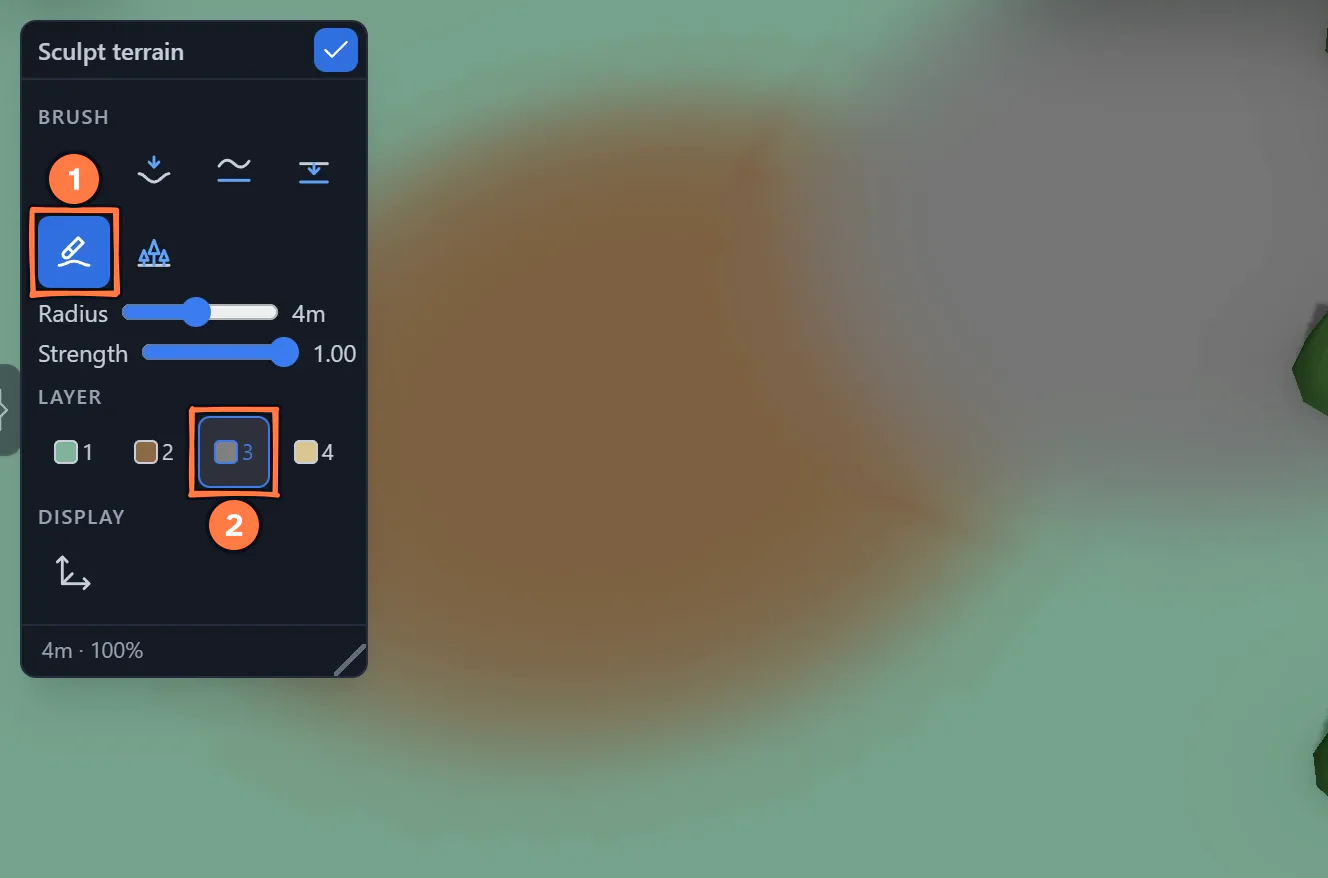 Sculpt terrain
BRUSH
1
Radius 4m
Strength 1.00
LAYER
1 2 3 4
2
DISPLAY
4m · 100%